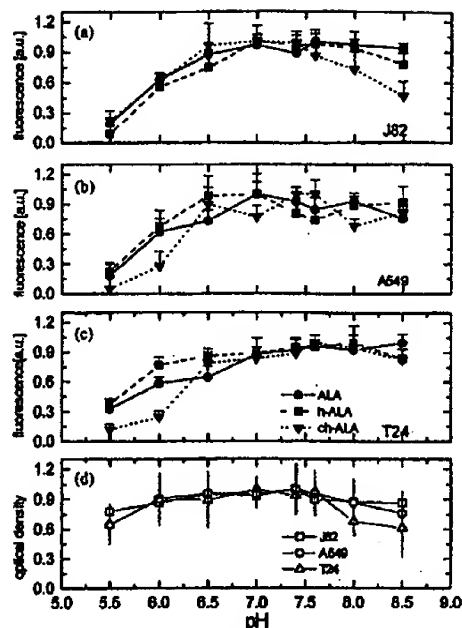 (a)
fluorescence [a.u.]
1.2
0.9
0.6
0.3
0.0
J82
(b)
fluorescence [a.u.]
1.2
0.9
0.6
0.3
0.0
A549
(c)
fluorescence[a.u.]
1.2
0.9
0.6
0.3
0.0
ALA
h-ALA
ch-ALA
T24
(d)
optical density
1.2
0.9
0.6
0.3
0.0
J82
A549
T24
5.0 5.5 6.0 6.5 7.0 7.5 8.0 8.5 9.0
pH